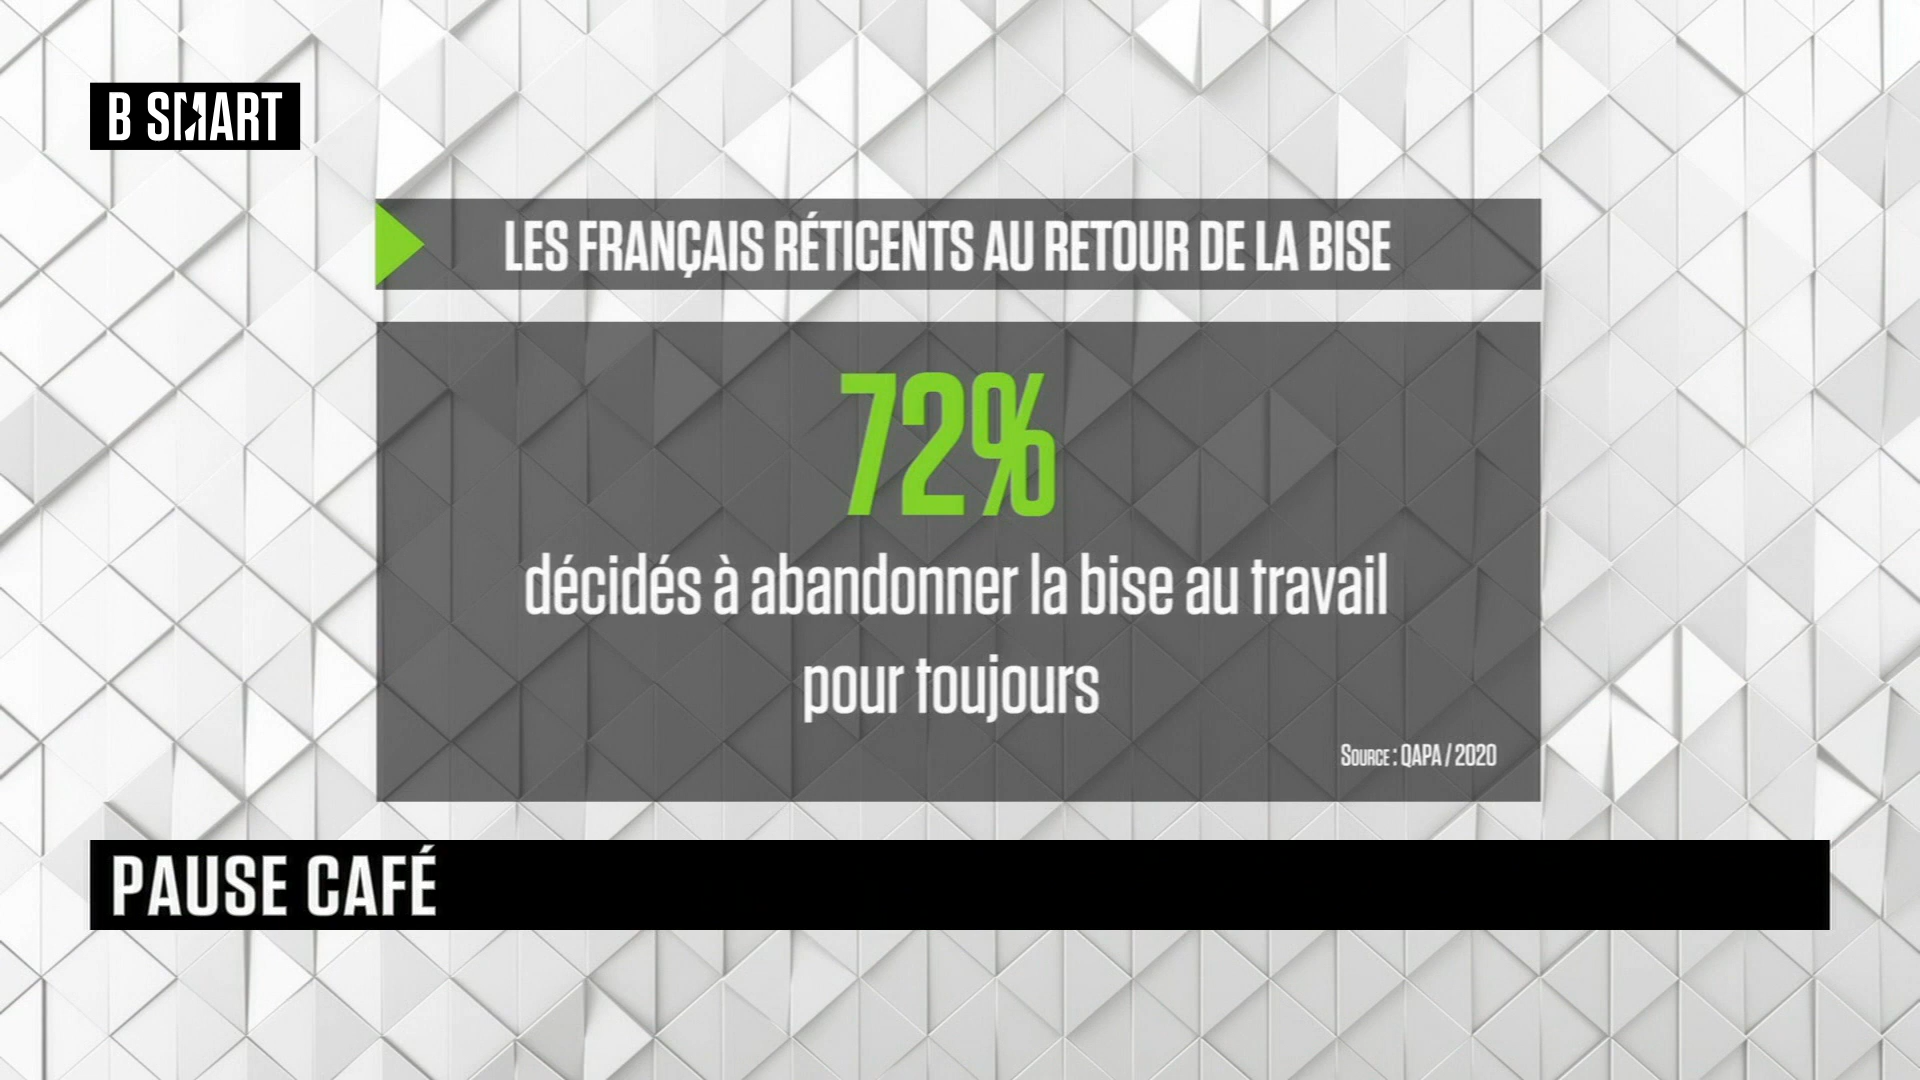 B SMART
LES FRANÇAIS RÉTICENTS AU RETOUR DE LA BISE
72%
décidés à abandonner la bise au travail
pour toujours
SOURCE : QAPA / 2020
PAUSE CAFÉ